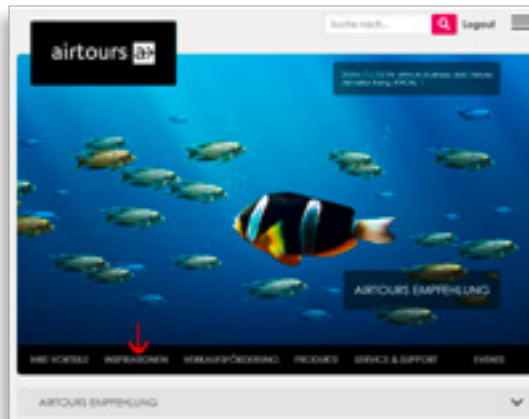 Suche nach...
Logout
airtours
AIRTOURS EMPFEHLUNG
IHRE VORTEILE INSPIRATIONEN VERKAUFSFÖRDERUNG PRODUKTE SERVICE & SUPPORT EVENTS
AIRTOURS EMPFEHLUNG